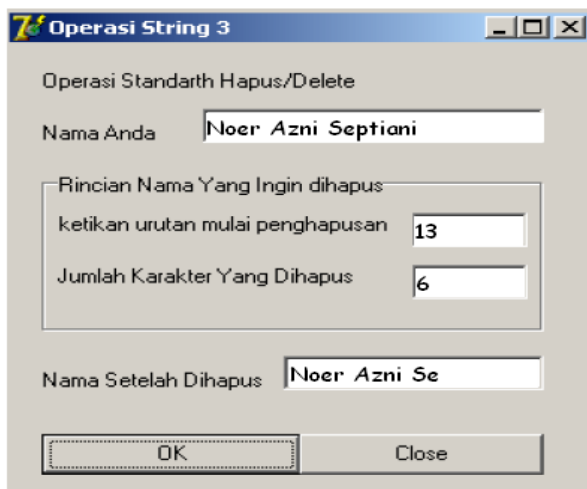 Operasi String 3
Operasi Standarth Hapus/Delete
Nama Anda Noer Azni Septiani
Rincian Nama Yang Ingin dihapus
ketikan urutan mulai penghapusan 13
Jumlah Karakter Yang Dihapus 6
Nama Setelah Dihapus Noer Azni Se
OK Close